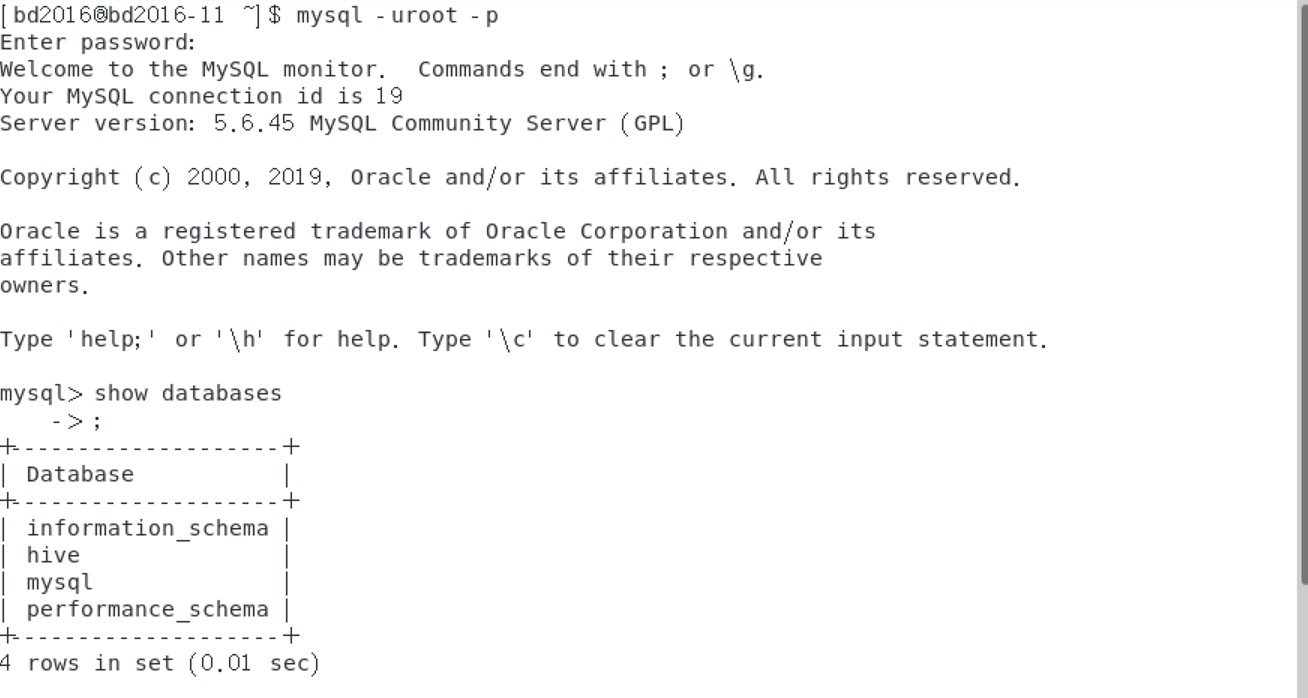 [bd2016@bd2016-11 ~]$ mysql -uroot -p
Enter password:
Welcome to the MySQL monitor.  Commands end with ; or \g.
Your MySQL connection id is 19
Server version: 5.6.45 MySQL Community Server (GPL)
Copyright (c) 2000, 2019, Oracle and/or its affiliates. All rights reserved.
Oracle is a registered trademark of Oracle Corporation and/or its
affiliates. Other names may be trademarks of their respective
owners.
Type 'help;' or '\h' for help. Type '\c' to clear the current input statement.
mysql> show databases
    -> ;
+--------------------+
| Database           |
+--------------------+
| information_schema |
| hive               |
| mysql              |
| performance_schema |
+--------------------+
4 rows in set (0.01 sec)